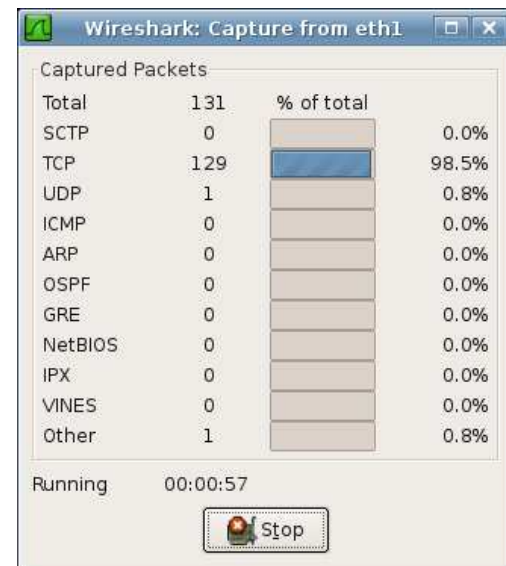 Wireshark: Capture from eth1
Captured Packets
Total 131 % of total
SCTP 0 0.0%
TCP 129 98.5%
UDP 1 0.8%
ICMP 0 0.0%
ARP 0 0.0%
OSPF 0 0.0%
GRE 0 0.0%
NetBIOS 0 0.0%
IPX 0 0.0%
VINES 0 0.0%
Other 1 0.8%
Running 00:00:57
Stop